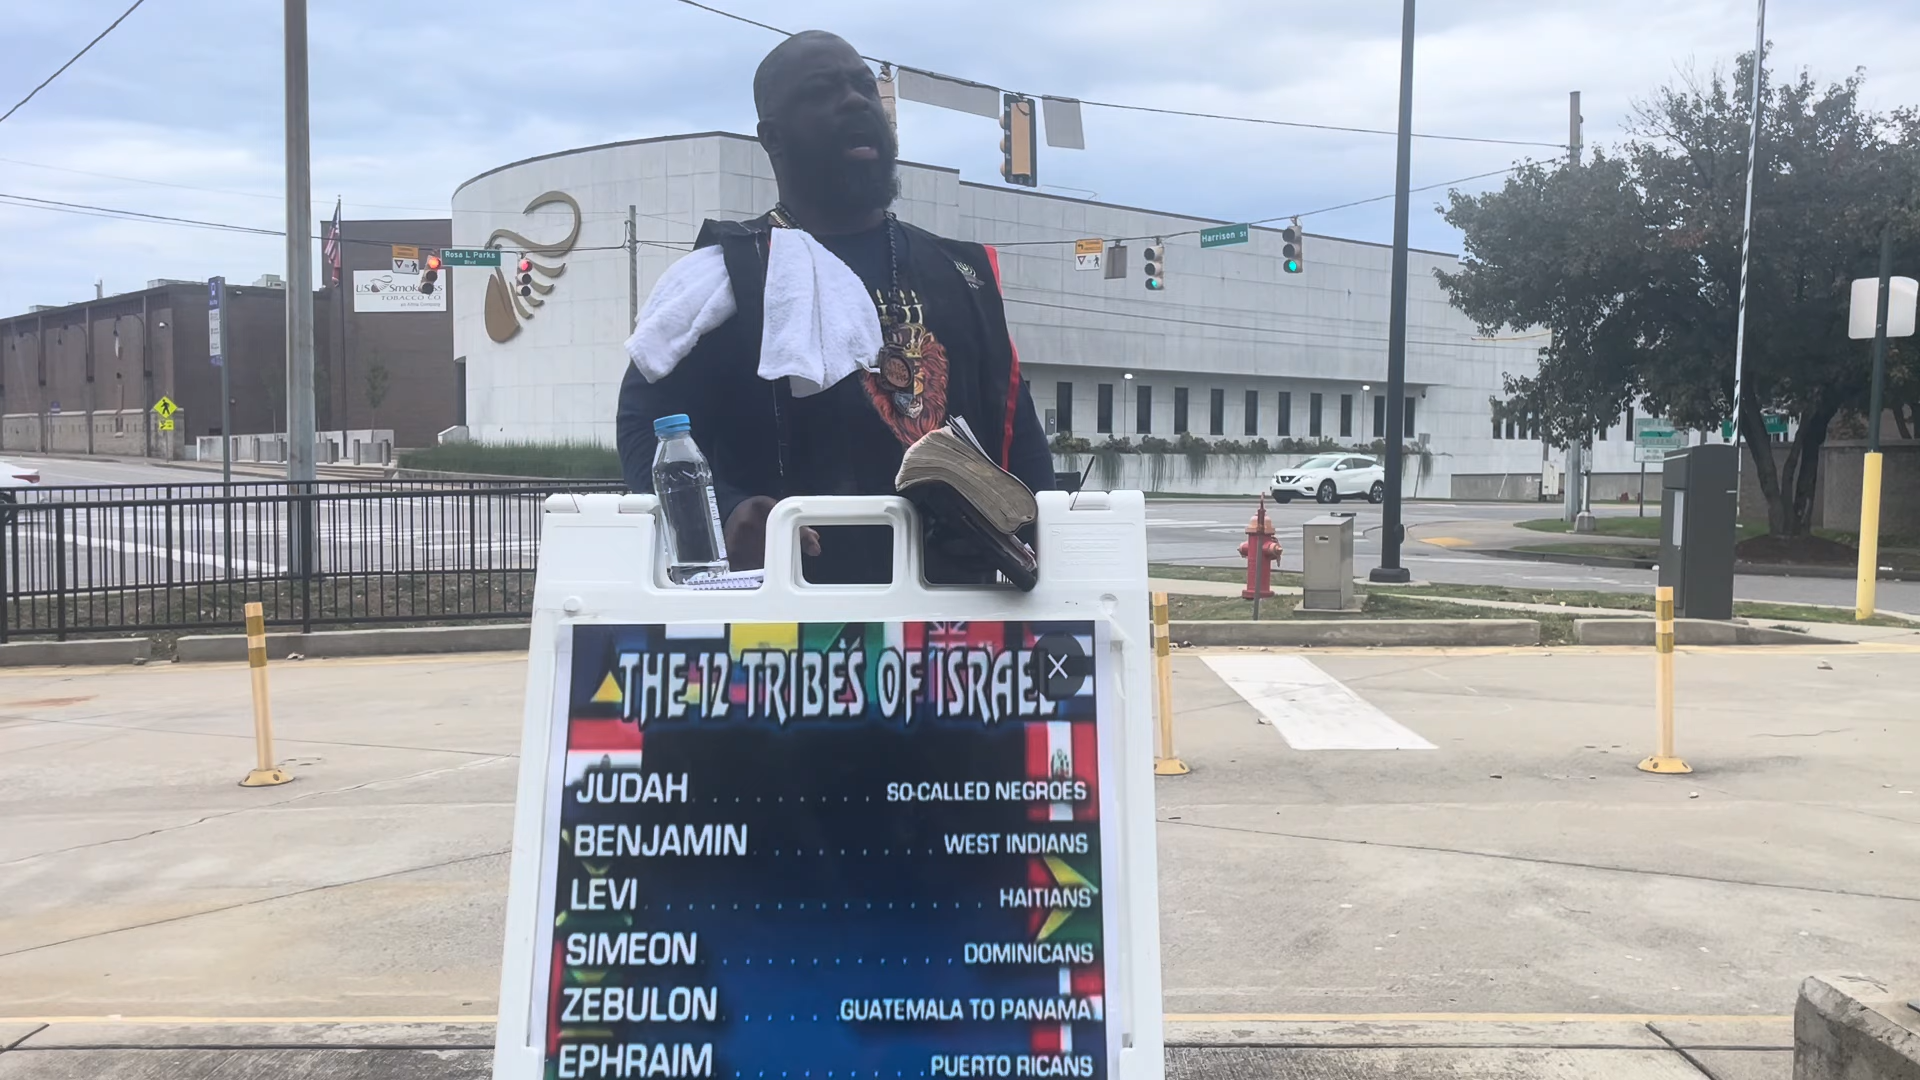 Rosa L Parks
Blvd
Harrison St
US Smokeless
TOBACCO CO
THE 12 TRIBES OF ISRAEL
JUDAH . . . . . . . . . . SO-CALLED NEGROES
BENJAMIN . . . . . . . . . WEST INDIANS
LEVI . . . . . . . . . . . . . . . . HAITIANS
SIMEON . . . . . . . . . . . . DOMINICANS
ZEBULON . . . . . . GUATEMALA TO PANAMA
EPHRAIM . . . . . . . . . PUERTO RICANS